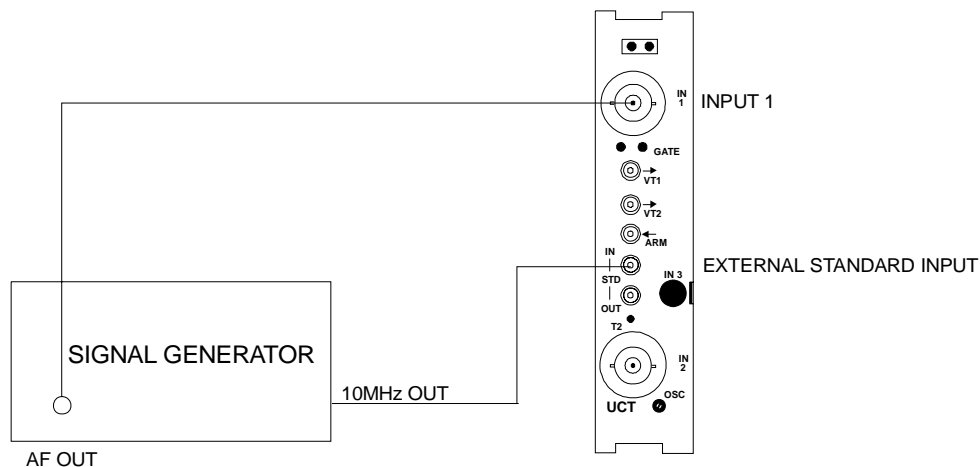 IN
1
INPUT 1
GATE
VT1
VT2
ARM
IN
STD
OUT
IN 3
EXTERNAL STANDARD INPUT
T2
IN
2
OSC
UCT
SIGNAL GENERATOR
10MHz OUT
AF OUT